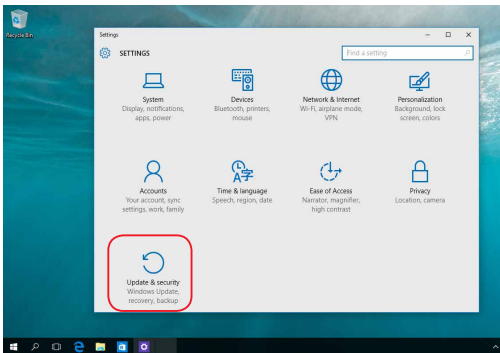 Recycle Bin
Settings
SETTINGS
Find a setting
System
Display, notifications,
apps, power
Devices
Bluetooth, printers,
mouse
Network & Internet
Wi-Fi, airplane mode,
VPN
Personalization
Background, lock
screen, colors
Accounts
Your account, sync
settings, work, family
Time & language
Speech, region, date
Ease of Access
Narrator, magnifier,
high contrast
Privacy
Location, camera
Update & security
Windows Update,
recovery, backup